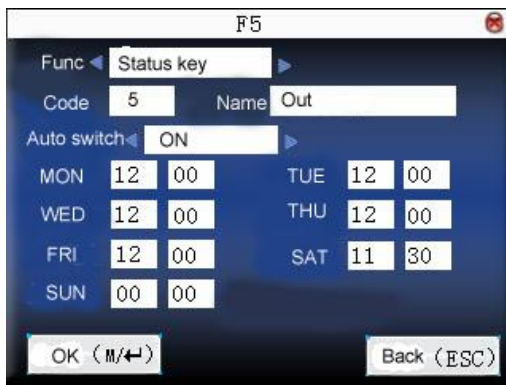 F5
Func Status key
Code 5 Name Out
Auto switch ON
MON 12 00 TUE 12 00
WED 12 00 THU 12 00
FRI 12 00 SAT 11 30
SUN 00 00
OK (M/↵) Back (ESC)